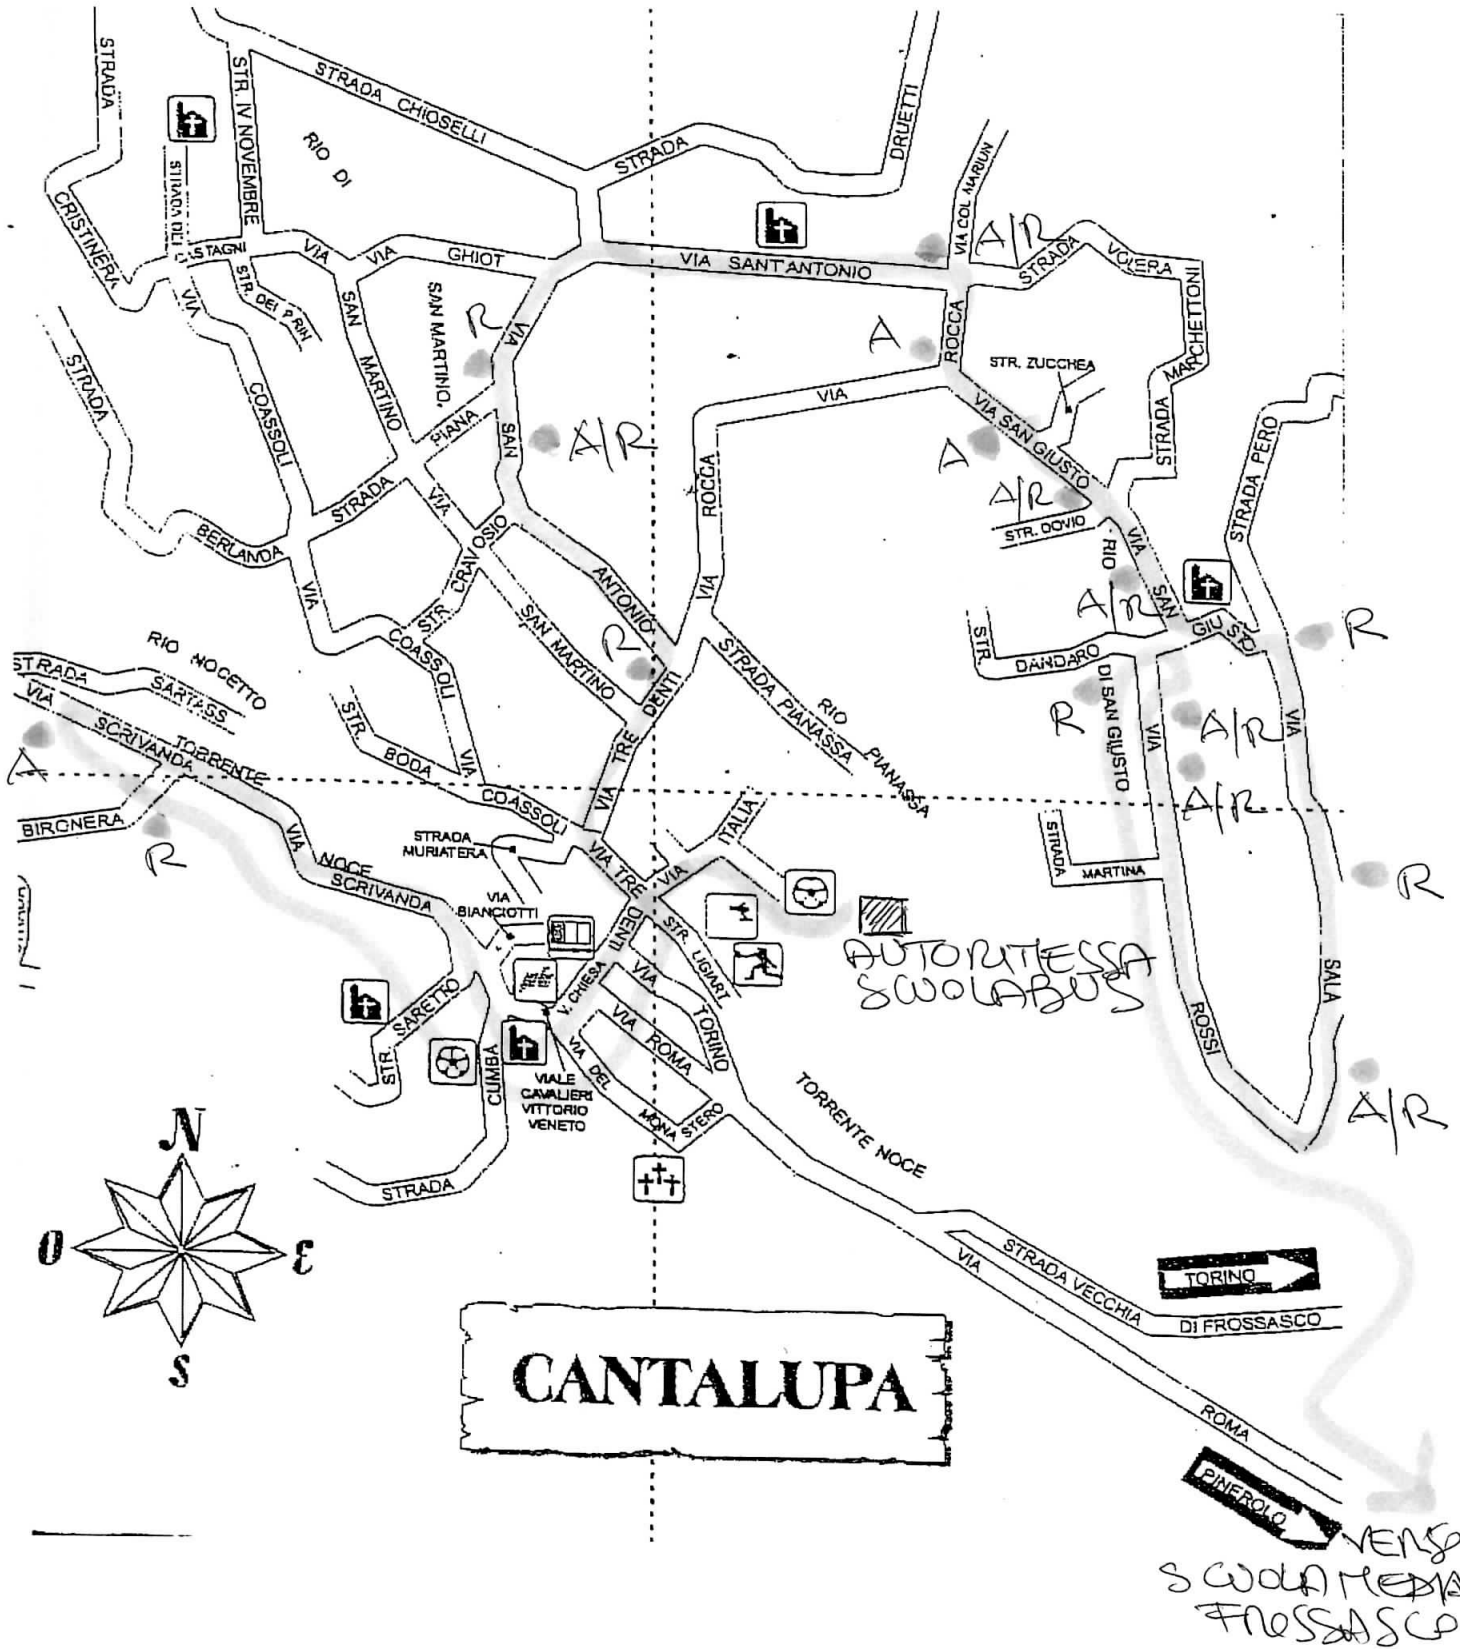 STRADA
STR. IV NOVEMBRE
STRADA CHIOSELLI
STRADA
DRUETTI
RIO DI
STRADA DEI
CASTAGNI
CRISTINERA
VIA
VIA
GHIOT
VIA SANT'ANTONIO
VIA COL MARIUN
A/R
STRADA
VOLERA
MARCHETTONI
STRADA
VIA
STR. DEI PRIN
SAN
MARTINO
SAN MARTINO
R
VIA
A
ROCCA
STR. ZUCCHEA
STRADA
COASSOLI
PIANA
SAN
A/R
VIA
VIA SAN GIUSTO
A
A/R
STR. DOVIO
STRADA PERO
STRADA
VIA
ROCCA
BERLANDA
CRAVOSIO
STR.
VIA
ANTONIO
VIA
RIO
VIA
SAN
GIUSTO
A/R
R
VIA
COASSOLI
SAN MARTINO
R
STR.
DANDARO
DI SAN GIUSTO
R
RIO NOCETTO
STRADA
SARTASS
VIA
SCRIVANDA
TORRENTE
A
STR.
BODA
VIA
COASSOLI
VIA TRE DENTI
STRADA PIANASSA
RIO
PIANASSA
VIA
A/R
A/R
VIA
BIRGNERA
R
VIA
NOCE
SCRIVANDA
STRADA
MURIATERA
VIA
BIANCIOTTI
VIA TRE
DENTI
VIA
ITALIA
STRADA
MARTINA
R
STR. LIGIART
AUTORIMESSA
SCUOLABUS
V. CHIESA
VIA
TORINO
VIA
ROMA
VIA DEL
MONASTERO
STR.
SARETTO
CUMBA
VIALE
CAVALIERI
VITTORIO
VENETO
ROSSI
SALA
A/R
TORRENTE NOCE
STRADA
N
O
E
S
STRADA VECCHIA
DI FROSSASCO
TORINO
VIA
ROMA
CANTALUPA
PINEROLO
VERSO
SCUOLA MEDIA
FROSSASCO